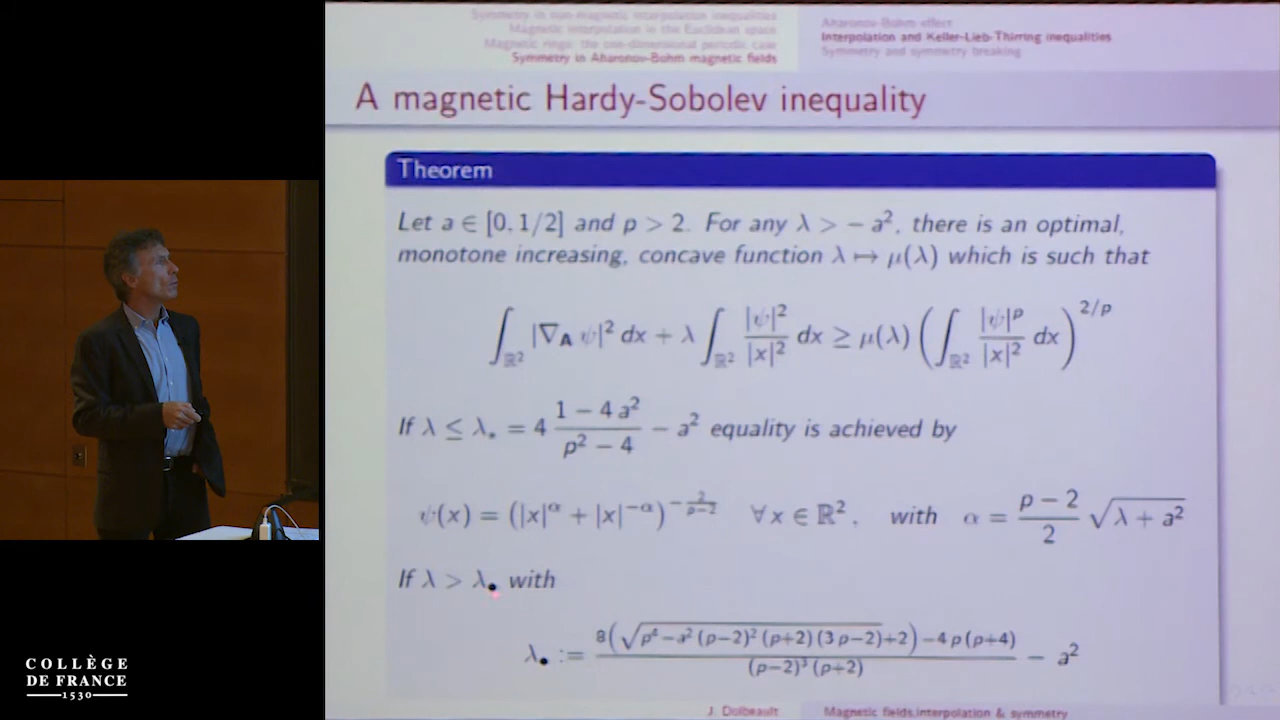 Symmetry in non-magnetic interpolation inequalities
Magnetic interpolation in the Euclidean space
Magnetic rings: the one-dimensional periodic case
Symmetry in Aharonov-Bohm magnetic fields
Aharonov-Bohm effect
Interpolation and Keller-Lieb-Thirring inequalities
Symmetry and symmetry breaking
A magnetic Hardy-Sobolev inequality
Theorem
Let a ∈ [0, 1/2] and p > 2. For any λ > − a², there is an optimal,
monotone increasing, concave function λ ↦ μ(λ) which is such that
∫_{ℝ²} |∇_A ψ|² dx + λ ∫_{ℝ²} |ψ|²/|x|² dx ≥ μ(λ) (∫_{ℝ²} |ψ|^p/|x|² dx)^{2/p}
If λ ≤ λ⋆ = 4 (1 − 4 a²)/(p² − 4) − a² equality is achieved by
ψ(x) = (|x|^α + |x|^{−α})^{−2/(p−2)} ∀ x ∈ ℝ², with α = (p − 2)/2 √(λ + a²)
If λ > λ• with
λ• := (8(√(p⁴ − a² (p−2)² (p+2) (3p−2)) + 2) − 4 p (p+4))/((p−2)³ (p+2)) − a²
J. Dolbeault
Magnetic fields, interpolation & symmetry
COLLÈGE
DE FRANCE
1530